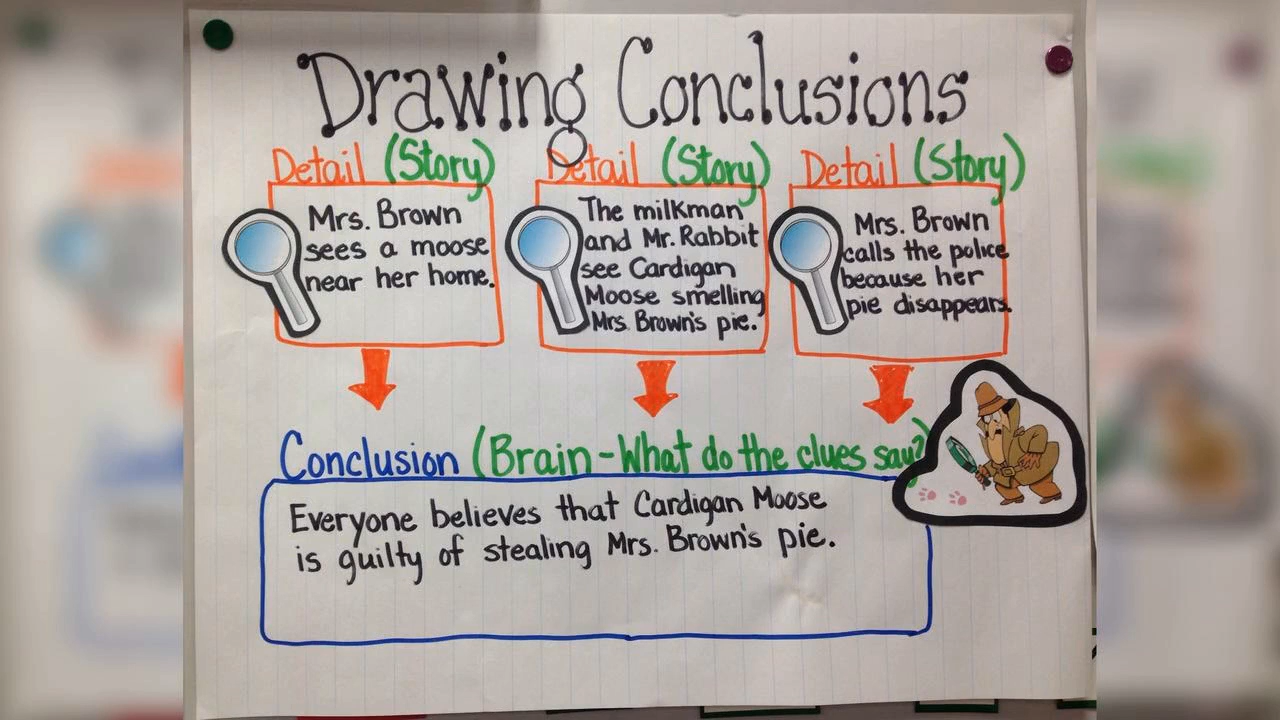 Drawing Conclusions
Detail (Story)
Mrs. Brown
sees a moose
near her home.
Detail (Story)
The milkman
and Mr. Rabbit
see Cardigan
Moose smelling
Mrs. Brown's pie.
Detail (Story)
Mrs. Brown
calls the police
because her
pie disappears.
Conclusion (Brain-What do the clues say?)
Everyone believes that Cardigan Moose
is guilty of stealing Mrs. Brown's pie.